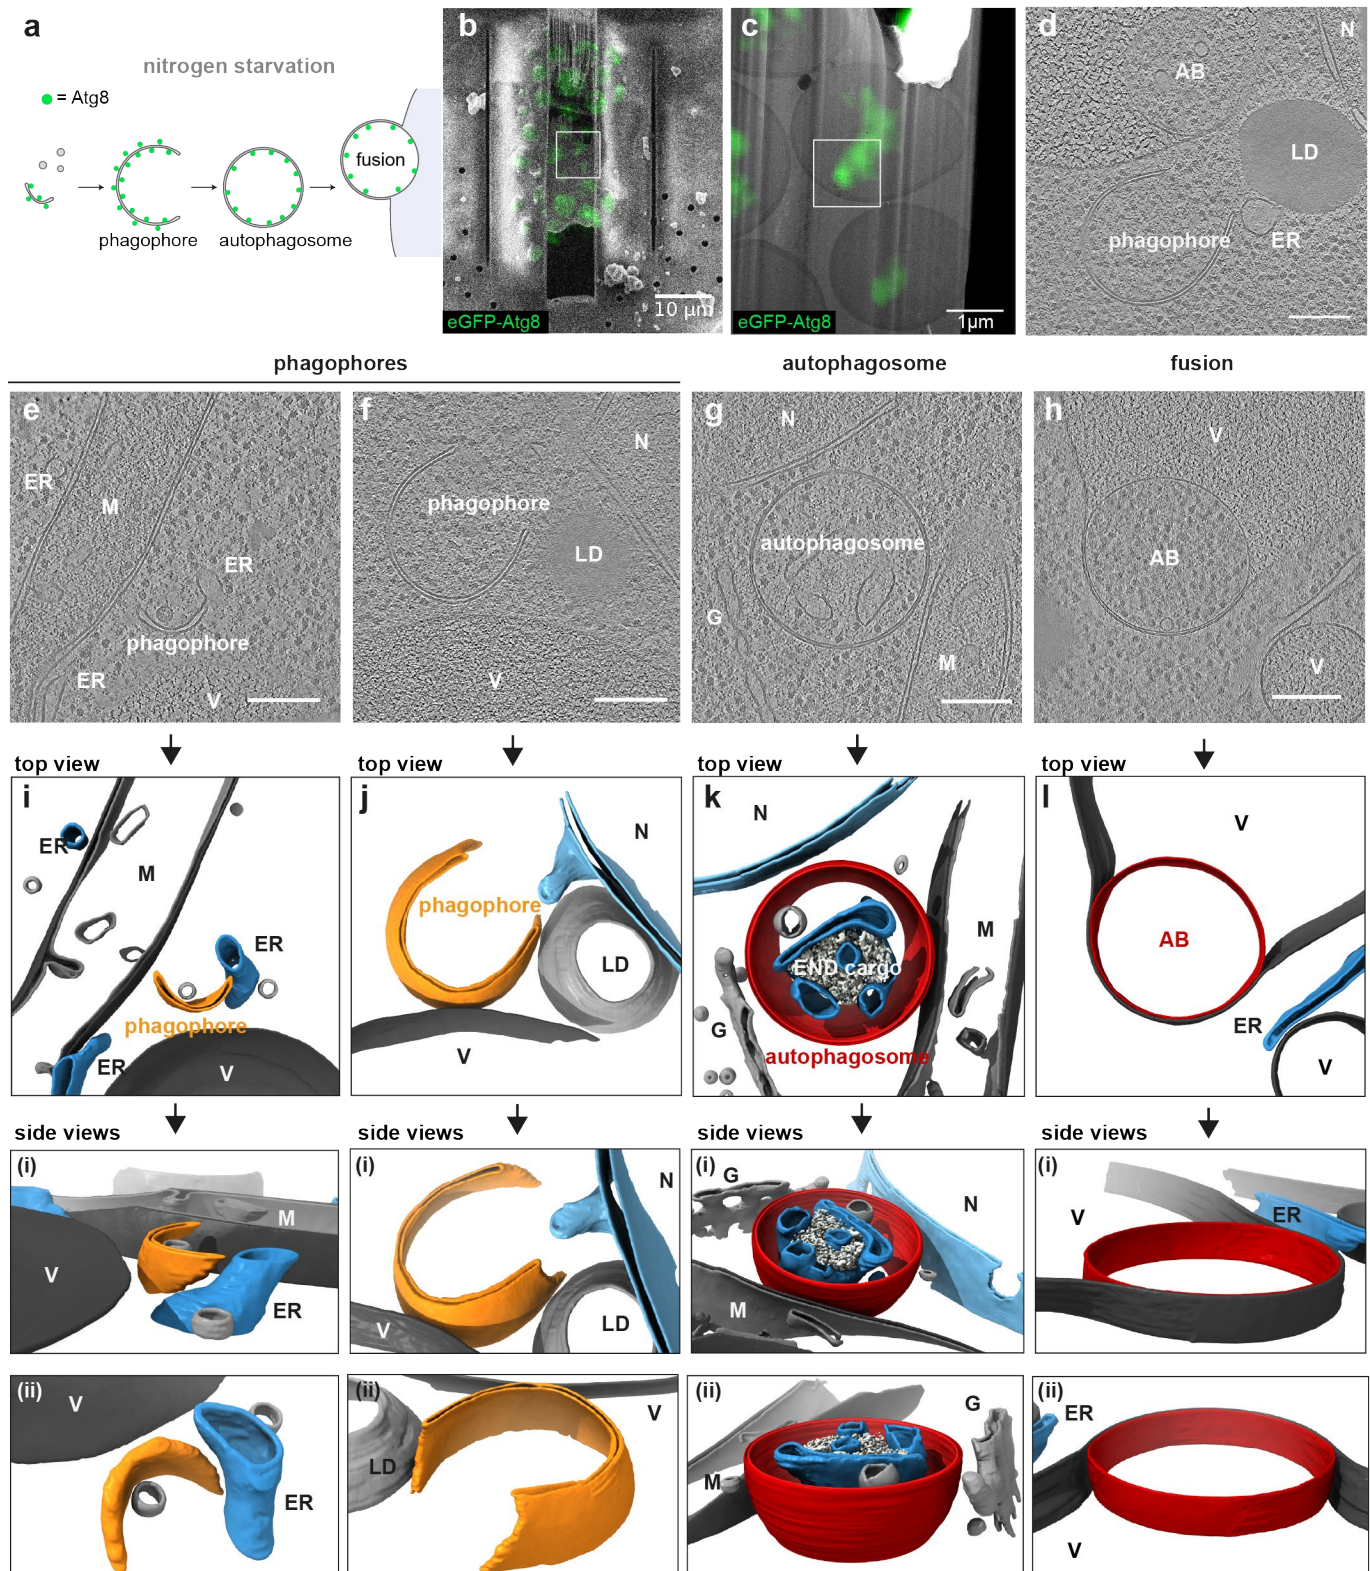 a
nitrogen starvation
= Atg8
fusion
phagophore
autophagosome
b
10 µm
eGFP-Atg8
c
1µm
eGFP-Atg8
d
N
AB
LD
phagophore
ER
phagophores
autophagosome
fusion
e
ER
M
ER
phagophore
ER
V
f
N
phagophore
LD
V
g
N
autophagosome
G
M
h
V
AB
V
top view
top view
top view
top view
i
ER
M
ER
phagophore
ER
V
j
N
phagophore
LD
V
k
N
M
END cargo
G
autophagosome
l
V
AB
ER
V
side views
side views
side views
side views
(i)
M
V
ER
(i)
N
V
LD
(i)
G
N
M
(i)
V
ER
(ii)
V
ER
(ii)
V
LD
(ii)
G
M
(ii)
ER
V